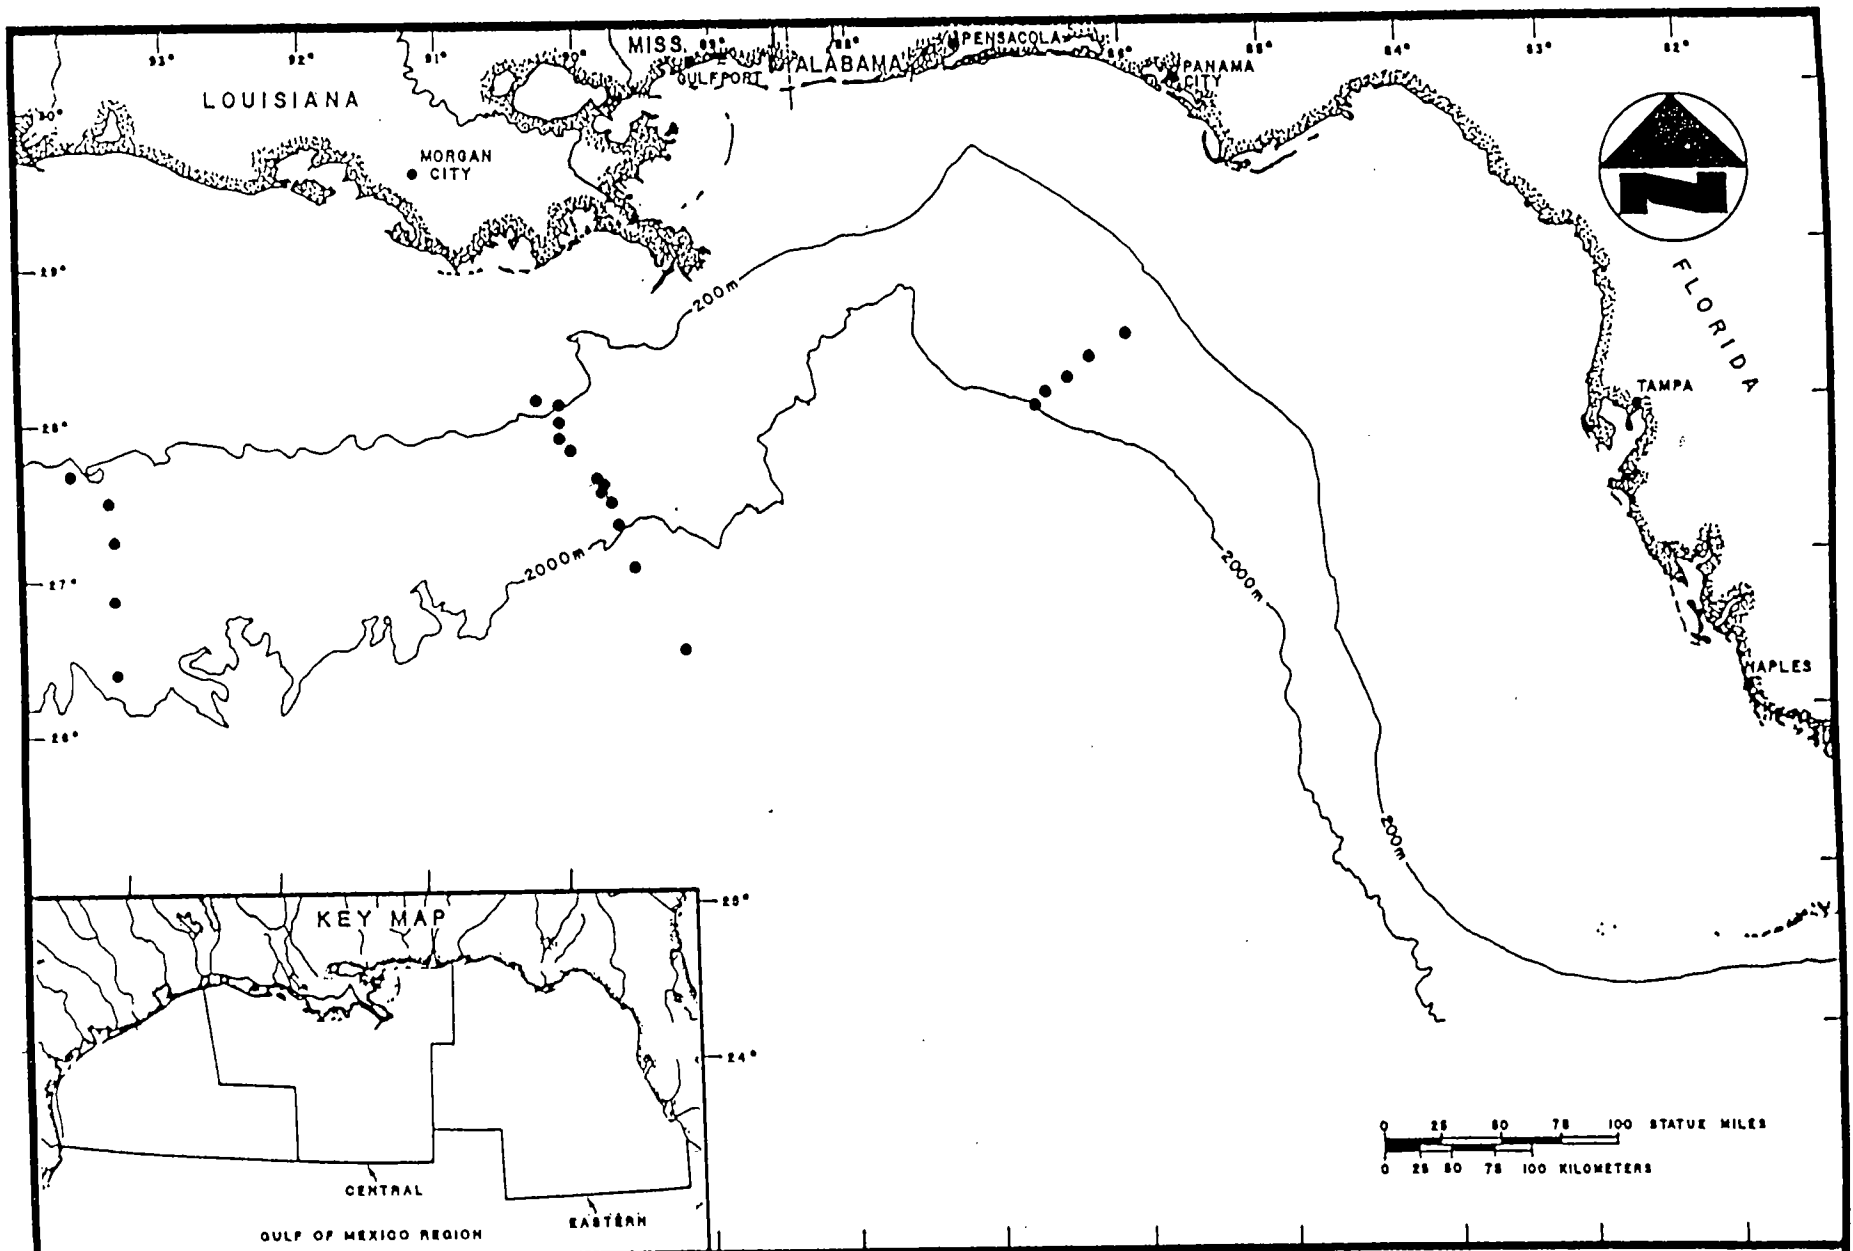 93°
92°
91°
90°
MISS.
89°
88°
PENSACOLA
86°
85°
84°
83°
82°
ALABAMA
GULFPORT
PANAMA
CITY
LOUISIANA
30°
MORGAN
CITY
N
FLORIDA
29°
200m
TAMPA
28°
2000m
2000m
27°
NAPLES
26°
200m
25°
KEY MAP
24°
0 25 50 75 100 STATUE MILES
0 25 50 75 100 KILOMETERS
CENTRAL
EASTERN
GULF OF MEXICO REGION